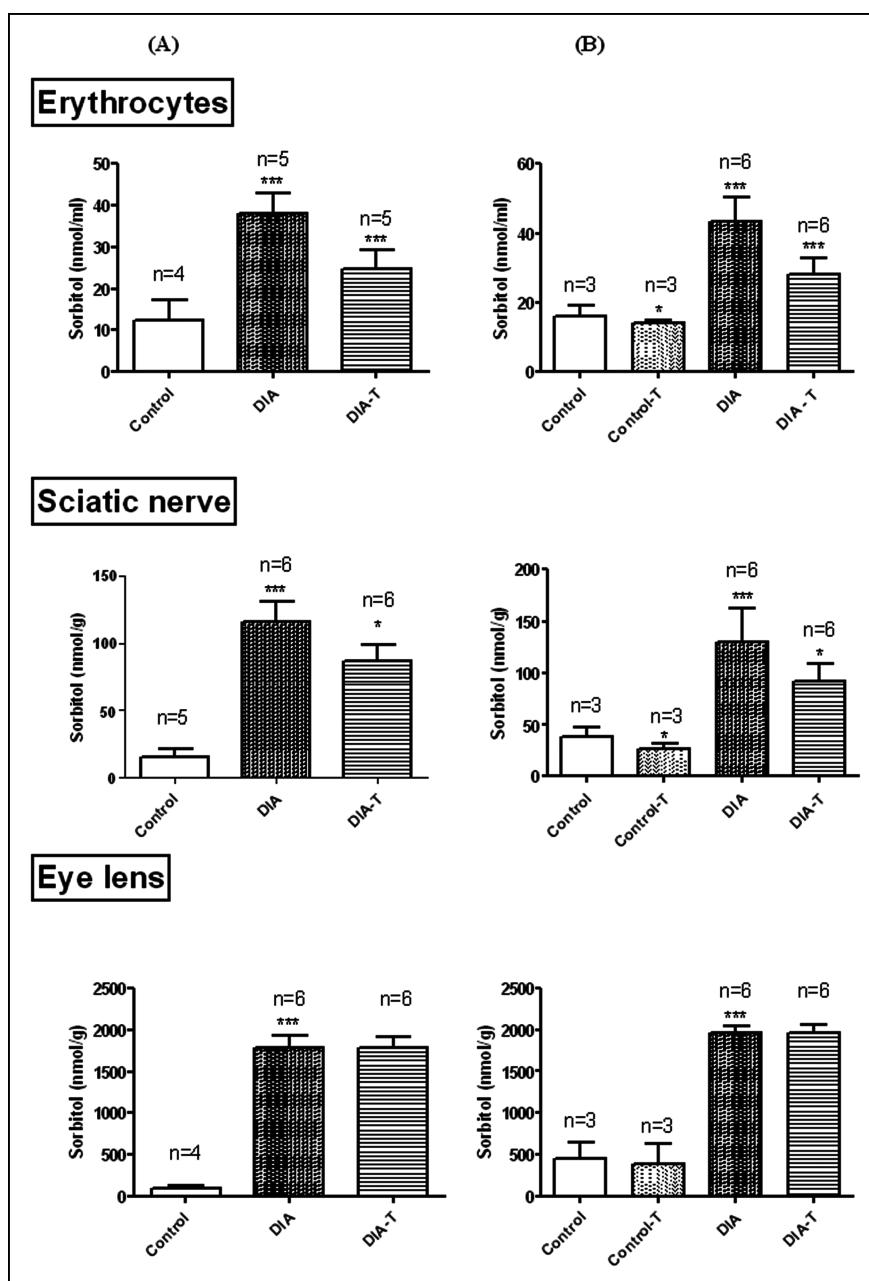 (A)
(B)
Erythrocytes
Sorbitol (nmol/ml)
50
40
30
20
10
0
n=4
n=5
***
n=5
***
Control
DIA
DIA-T
Sorbitol (nmol/ml)
60
40
20
0
n=3
n=3
*
n=6
***
n=6
***
Control
Control-T
DIA
DIA - T
Sciatic nerve
Sorbitol (nmol/g)
150
100
50
0
n=5
n=6
***
n=6
*
Control
DIA
DIA-T
Sorbitol (nmol/g)
200
150
100
50
0
n=3
n=3
*
n=6
***
n=6
*
Control
Control-T
DIA
DIA-T
Eye lens
Sorbitol (nmol/g)
2500
2000
1500
1000
500
0
n=4
n=6
***
n=6
Control
DIA
DIA-T
Sorbitol (nmol/g)
2500
2000
1500
1000
500
0
n=3
n=3
n=6
***
n=6
Control
Control-T
DIA
DIA-T